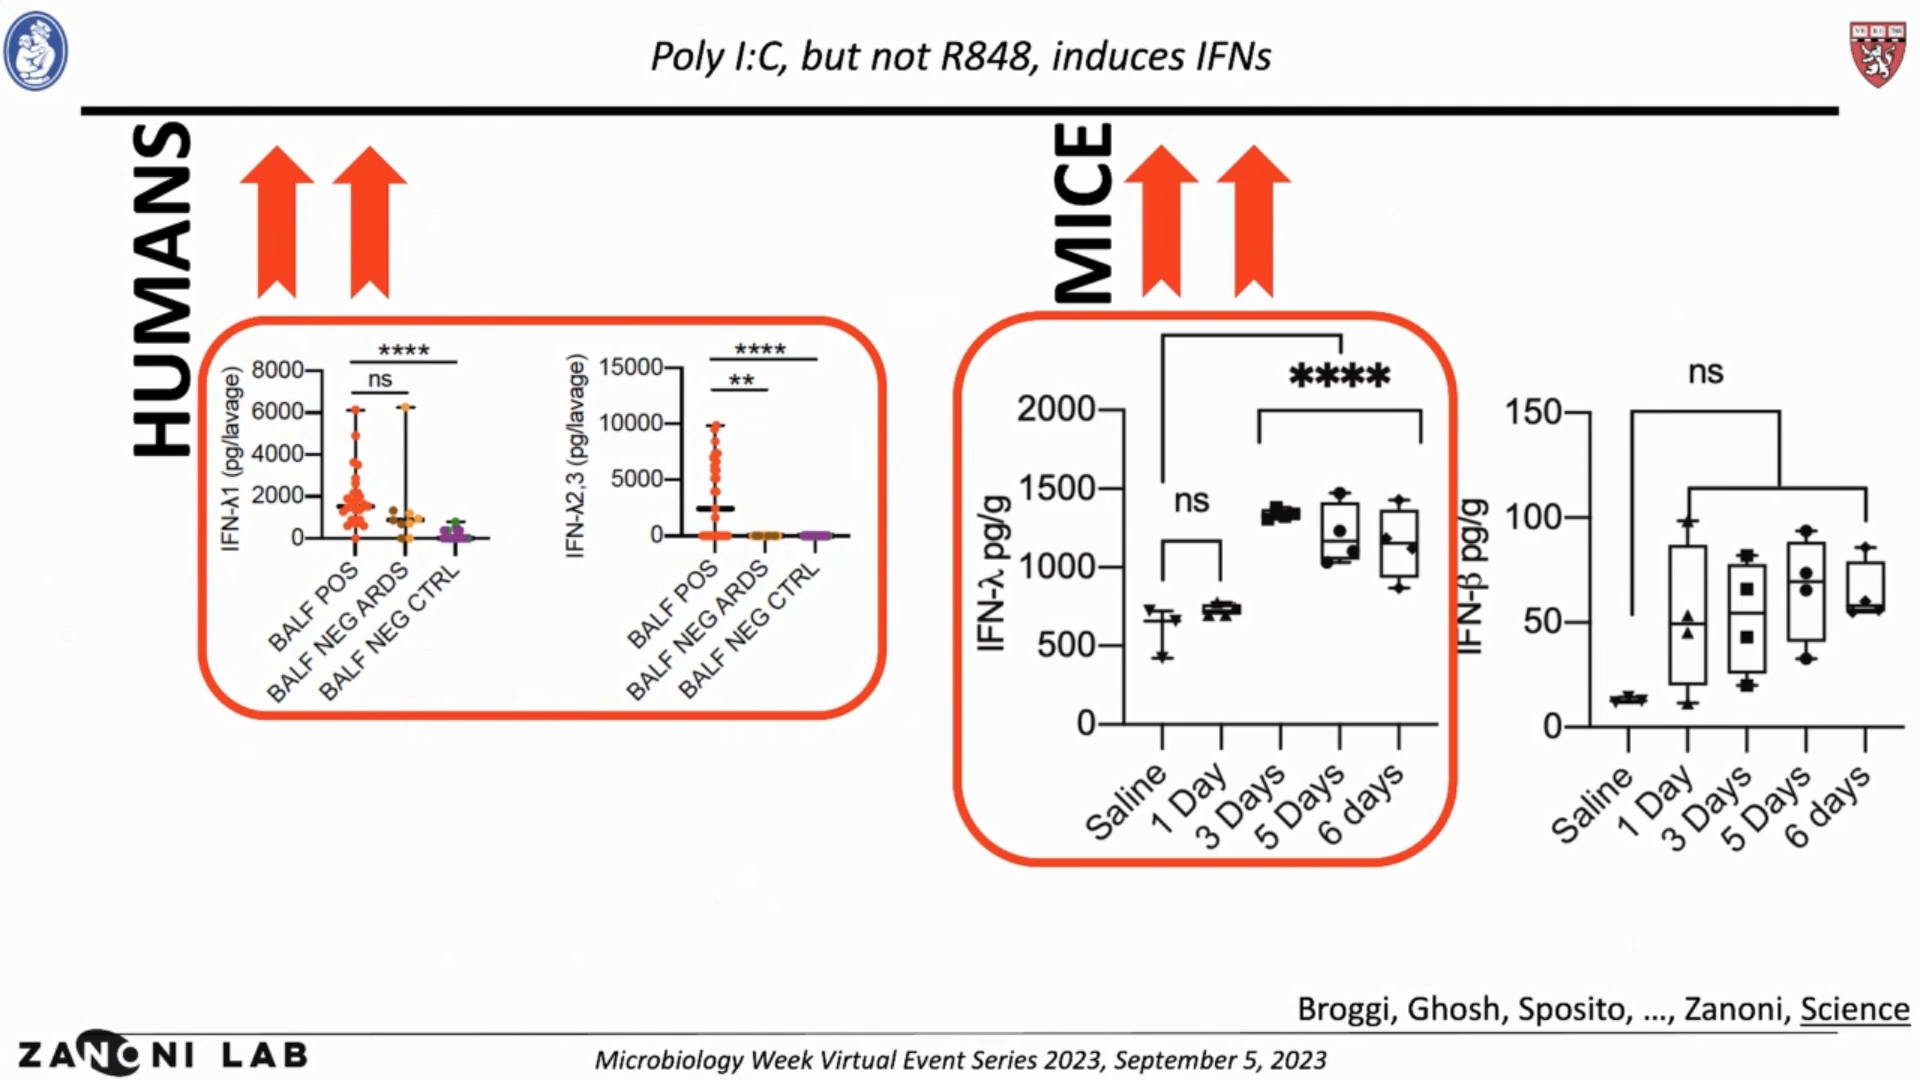 Poly I:C, but not R848, induces IFNs
VE RI TAS
HUMANS
MICE
IFN-λ1 (pg/lavage)
8000
6000
4000
2000
0
****
ns
BALF POS
BALF NEG ARDS
BALF NEG CTRL
IFN-λ2,3 (pg/lavage)
15000
10000
5000
0
****
**
BALF POS
BALF NEG ARDS
BALF NEG CTRL
IFN-λ pg/g
2000
1500
1000
500
0
****
ns
Saline
1 Day
3 Days
5 Days
6 days
IFN-β pg/g
150
100
50
0
ns
Saline
1 Day
3 Days
5 Days
6 days
Broggi, Ghosh, Sposito, ..., Zanoni, Science
ZANONI LAB
Microbiology Week Virtual Event Series 2023, September 5, 2023